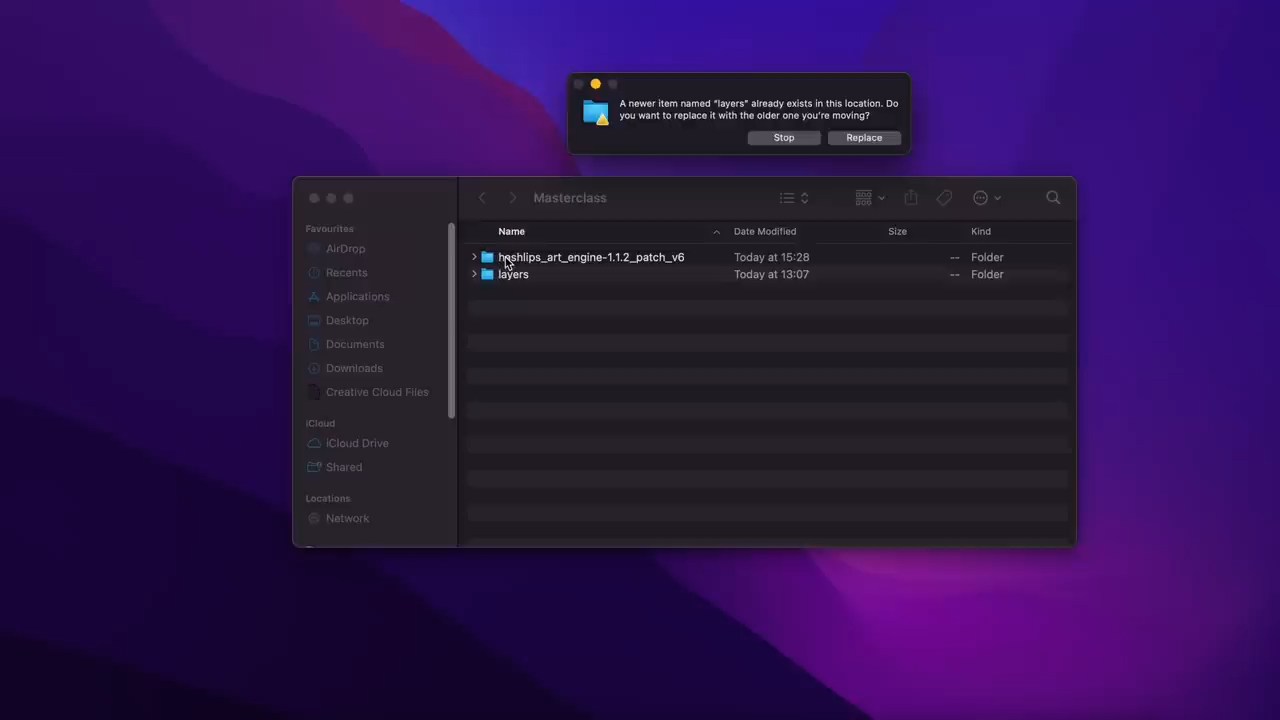 A newer item named "layers" already exists in this location. Do
you want to replace it with the older one you're moving?
Stop Replace
Masterclass
Favourites
AirDrop
Recents
Applications
Desktop
Documents
Downloads
Creative Cloud Files
iCloud
iCloud Drive
Shared
Locations
Network
Name Date Modified Size Kind
hashlips_art_engine-1.1.2_patch_v6 Today at 15:28 -- Folder
layers Today at 13:07 -- Folder